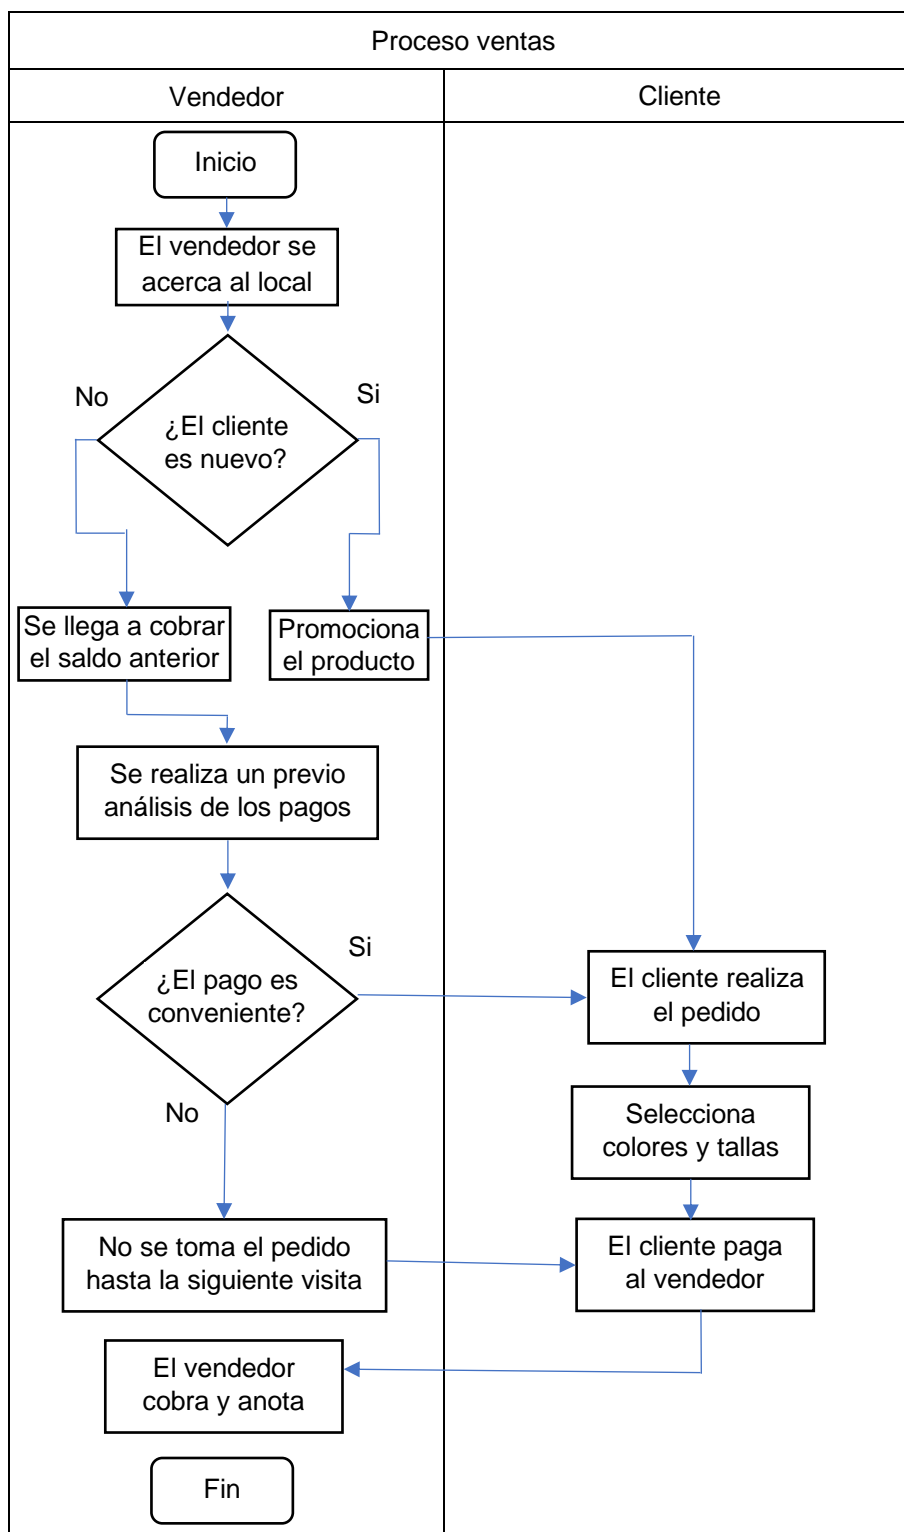 Proceso ventas
Vendedor
Cliente
Inicio
El vendedor se
acerca al local
No
Si
¿El cliente
es nuevo?
Se llega a cobrar
el saldo anterior
Promociona
el producto
Se realiza un previo
análisis de los pagos
Si
¿El pago es
conveniente?
El cliente realiza
el pedido
No
Selecciona
colores y tallas
No se toma el pedido
hasta la siguiente visita
El cliente paga
al vendedor
El vendedor
cobra y anota
Fin